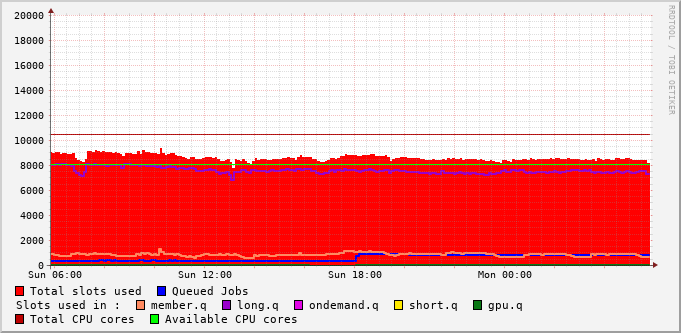 RRDTOOL / TOBI OETIKER
20000
18000
16000
14000
12000
10000
8000
6000
4000
2000
0
Sun 06:00 Sun 12:00 Sun 18:00 Mon 00:00
Total slots used Queued Jobs
Slots used in : member.q long.q ondemand.q short.q gpu.q
Total CPU cores Available CPU cores